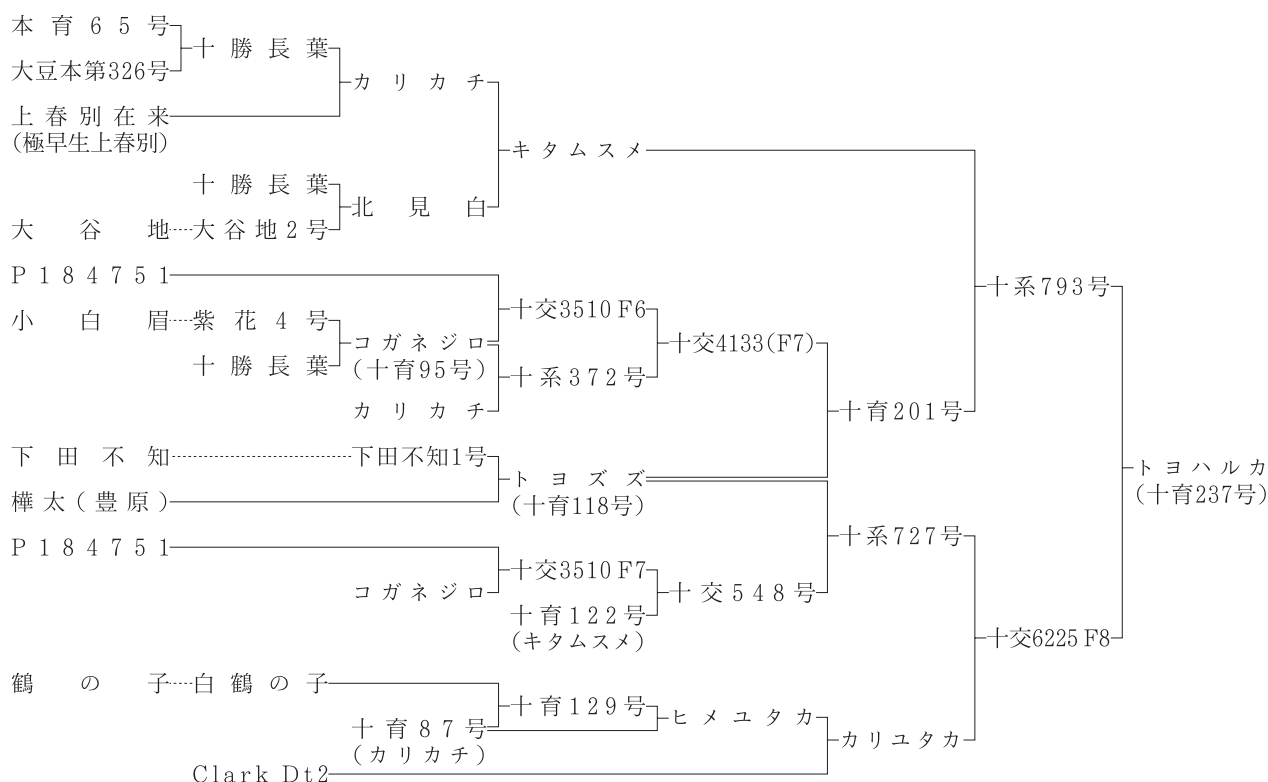 本育65号
十勝長葉
大豆本第326号
カリカチ
上春別在来
(極早生上春別)
キタムスメ
十勝長葉
北見白
大谷地
大谷地2号
P184751
十系793号
十交3510 F6
小白眉
紫花4号
コガネジロ
(十育95号)
十交4133(F7)
十勝長葉
十系372号
カリカチ
十育201号
下田不知
下田不知1号
トヨハルカ
(十育237号)
トヨズズ
(十育118号)
樺太(豊原)
十系727号
P184751
十交3510 F7
コガネジロ
十交548号
十育122号
(キタムスメ)
十交6225 F8
鶴の子
白鶴の子
十育129号
ヒメユタカ
十育87号
(カリカチ)
カリユタカ
Clark Dt2